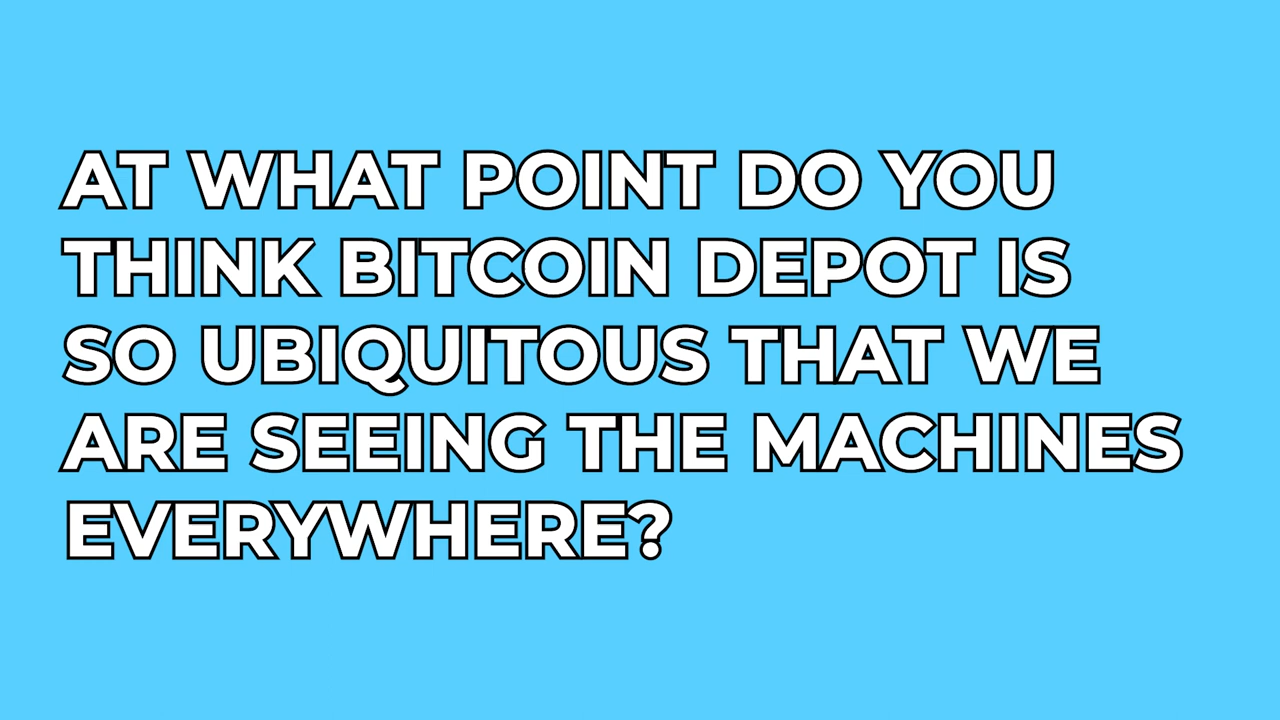 AT WHAT POINT DO YOU
THINK BITCOIN DEPOT IS
SO UBIQUITOUS THAT WE
ARE SEEING THE MACHINES
EVERYWHERE?